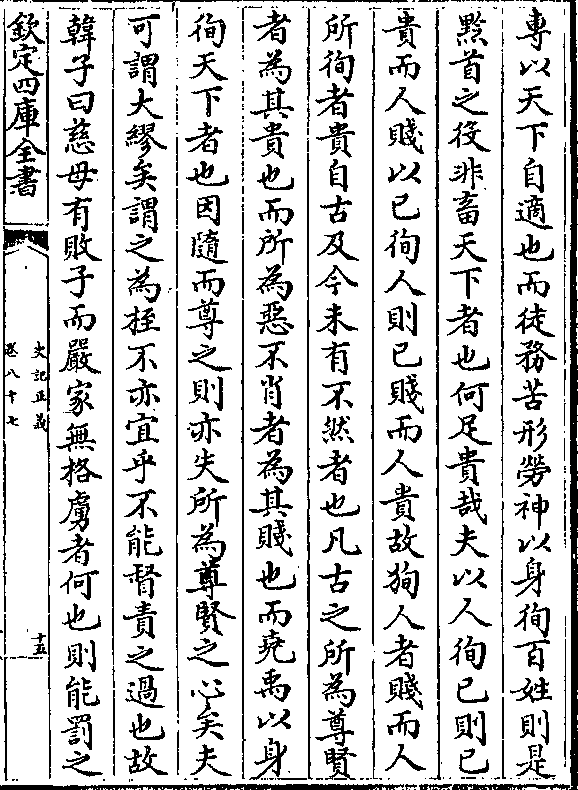 專以天下自適也而徒務苦形勞神以身徇百姓則是
黙首之役非畜天下者也何足貴哉夫以人徇已則已
貴而人賤以已徇人則已賤而人貴故狥人者賤而人
所徇者貴自古及今未有不然者也凡古之所為尊賢
者為其貴也而所為惡不肖者為其賤也而堯禹以身
徇天下者也因隨而尊之則亦失所為尊賢之心矣夫
可謂大繆矣謂之為桎不亦宜乎不能督責之過也故
韓子曰慈母有敗子而嚴家無格虜者何也則能罰之
欽定四庫全書
史記正義
卷八十七
十五